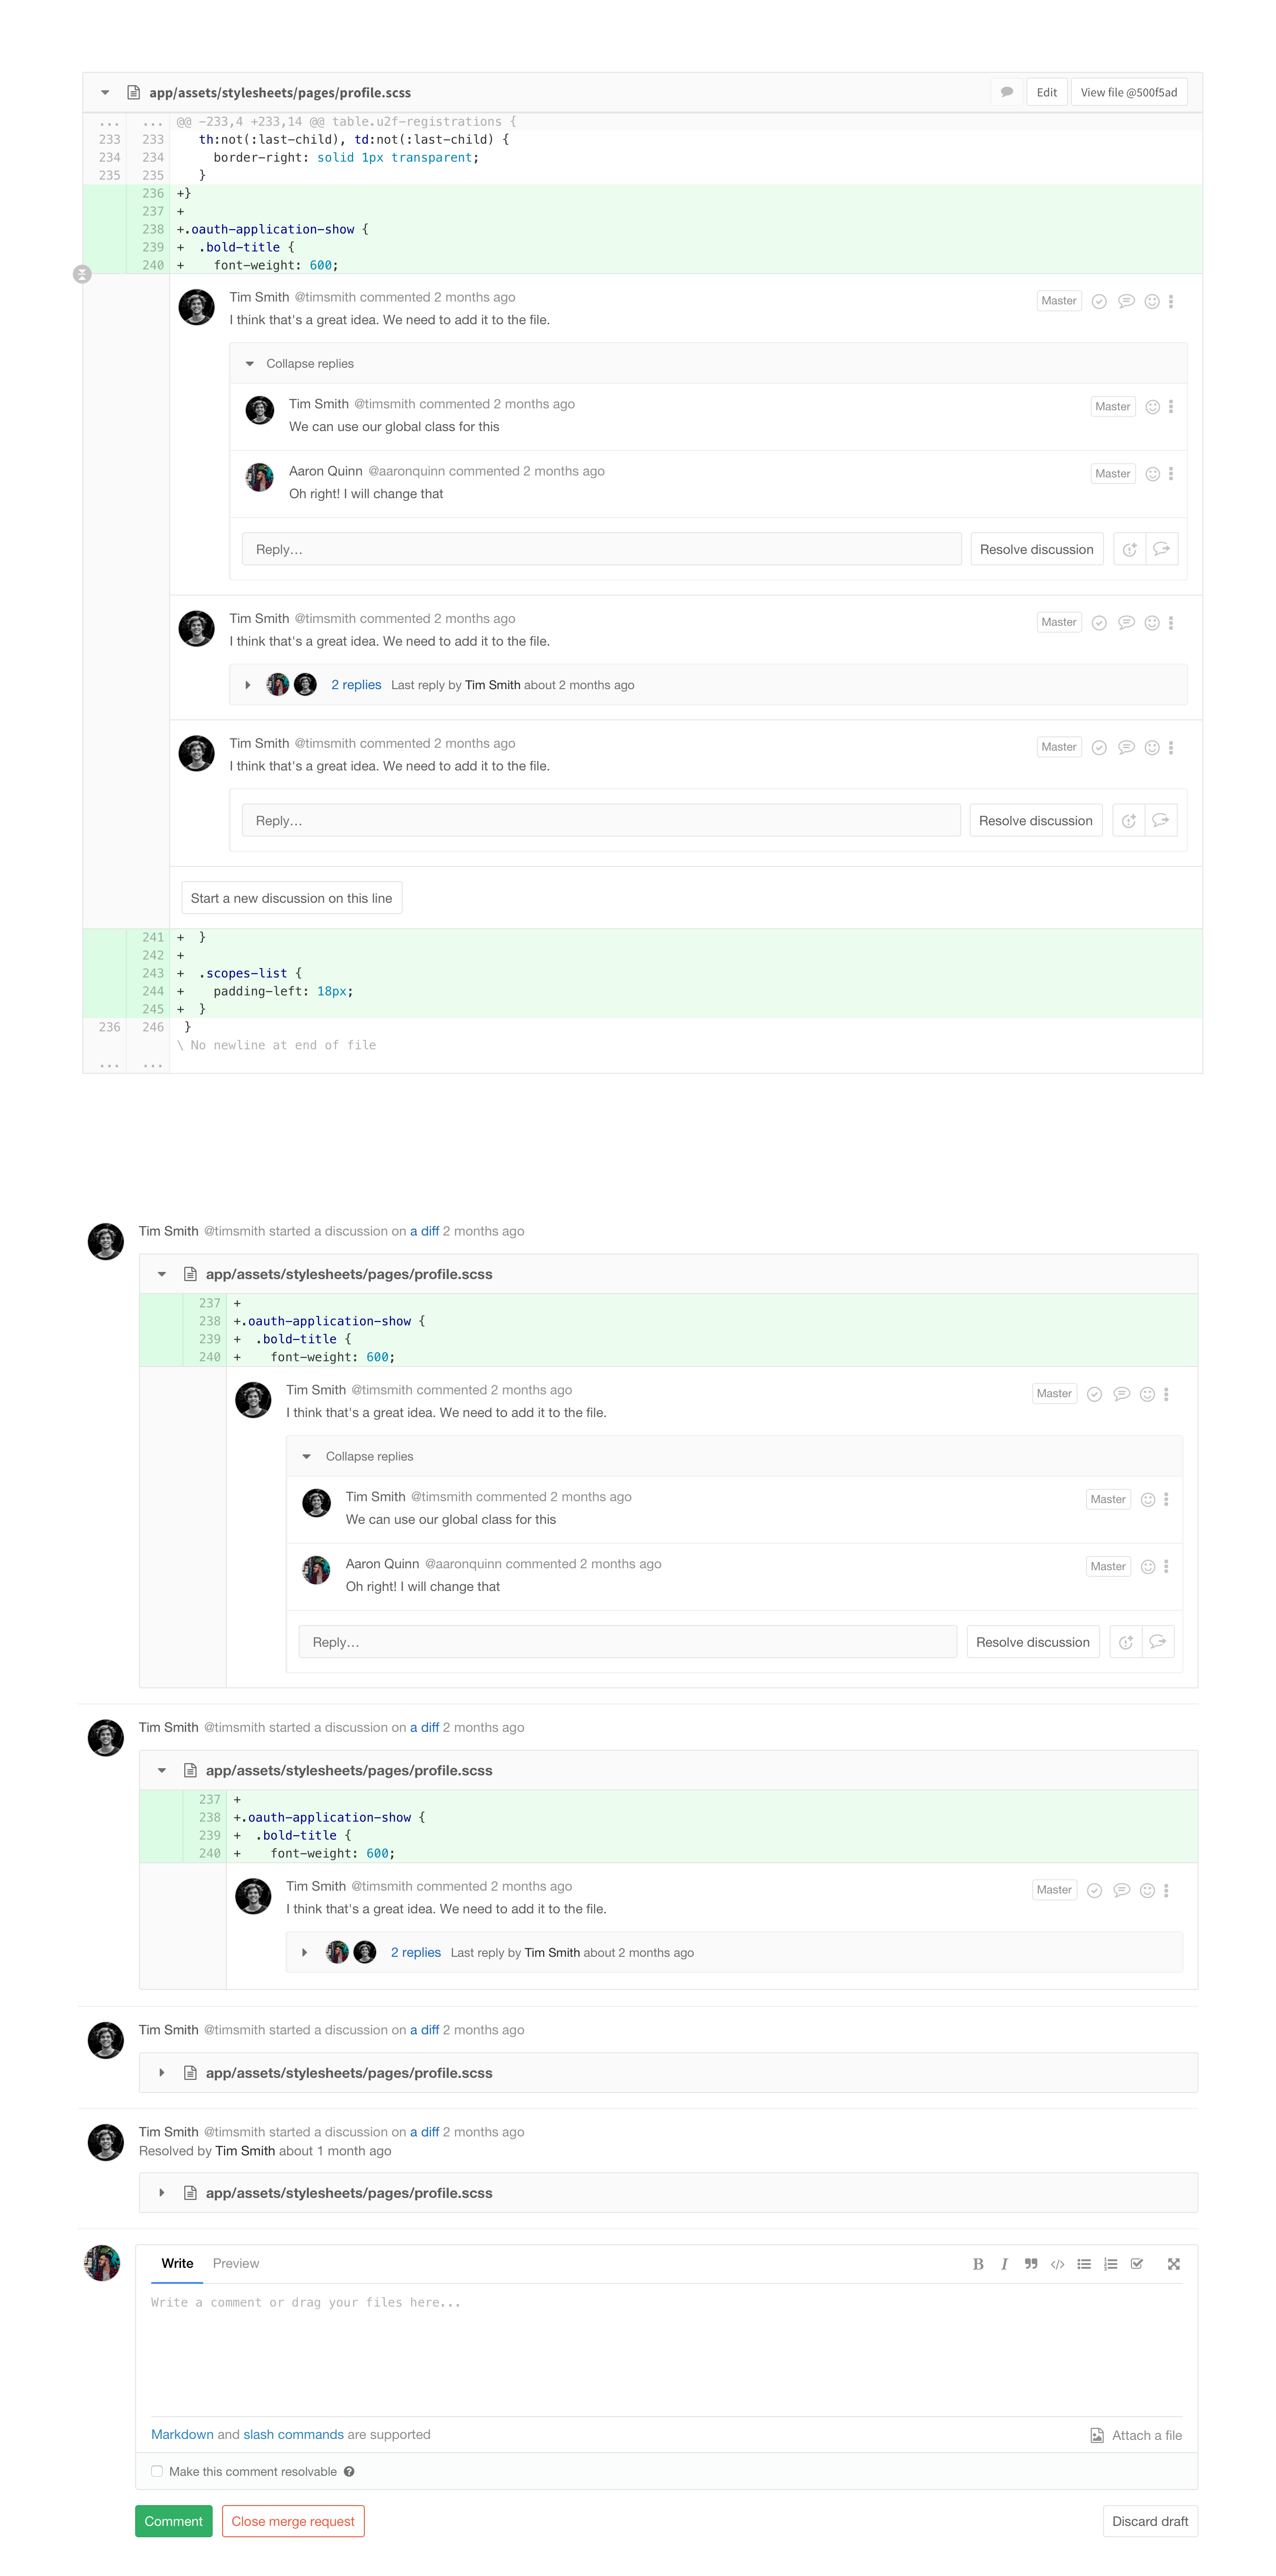 app/assets/stylesheets/pages/profile.scss Edit View file @500f5ad
... ... @@ -233,4 +233,14 @@ table.u2f-registrations {
233 233 th:not(:last-child), td:not(:last-child) {
234 234 border-right: solid 1px transparent;
235 235 }
236 +}
237 +
238 +.oauth-application-show {
239 + .bold-title {
240 + font-weight: 600;
Tim Smith @timsmith commented 2 months ago Master
I think that's a great idea. We need to add it to the file.
Collapse replies
Tim Smith @timsmith commented 2 months ago Master
We can use our global class for this
Aaron Quinn @aaronquinn commented 2 months ago Master
Oh right! I will change that
Reply... Resolve discussion
Tim Smith @timsmith commented 2 months ago Master
I think that's a great idea. We need to add it to the file.
2 replies Last reply by Tim Smith about 2 months ago
Tim Smith @timsmith commented 2 months ago Master
I think that's a great idea. We need to add it to the file.
Reply... Resolve discussion
Start a new discussion on this line
241 + }
242 +
243 + .scopes-list {
244 + padding-left: 18px;
245 + }
236 246 }
\ No newline at end of file
... ...
Tim Smith @timsmith started a discussion on a diff 2 months ago
app/assets/stylesheets/pages/profile.scss
237 +
238 +.oauth-application-show {
239 + .bold-title {
240 + font-weight: 600;
Tim Smith @timsmith commented 2 months ago Master
I think that's a great idea. We need to add it to the file.
Collapse replies
Tim Smith @timsmith commented 2 months ago Master
We can use our global class for this
Aaron Quinn @aaronquinn commented 2 months ago Master
Oh right! I will change that
Reply... Resolve discussion
Tim Smith @timsmith started a discussion on a diff 2 months ago
app/assets/stylesheets/pages/profile.scss
237 +
238 +.oauth-application-show {
239 + .bold-title {
240 + font-weight: 600;
Tim Smith @timsmith commented 2 months ago Master
I think that's a great idea. We need to add it to the file.
2 replies Last reply by Tim Smith about 2 months ago
Tim Smith @timsmith started a discussion on a diff 2 months ago
app/assets/stylesheets/pages/profile.scss
Tim Smith @timsmith started a discussion on a diff 2 months ago
Resolved by Tim Smith about 1 month ago
app/assets/stylesheets/pages/profile.scss
Write Preview B I
Write a comment or drag your files here...
Markdown and slash commands are supported Attach a file
Make this comment resolvable
Comment Close merge request Discard draft